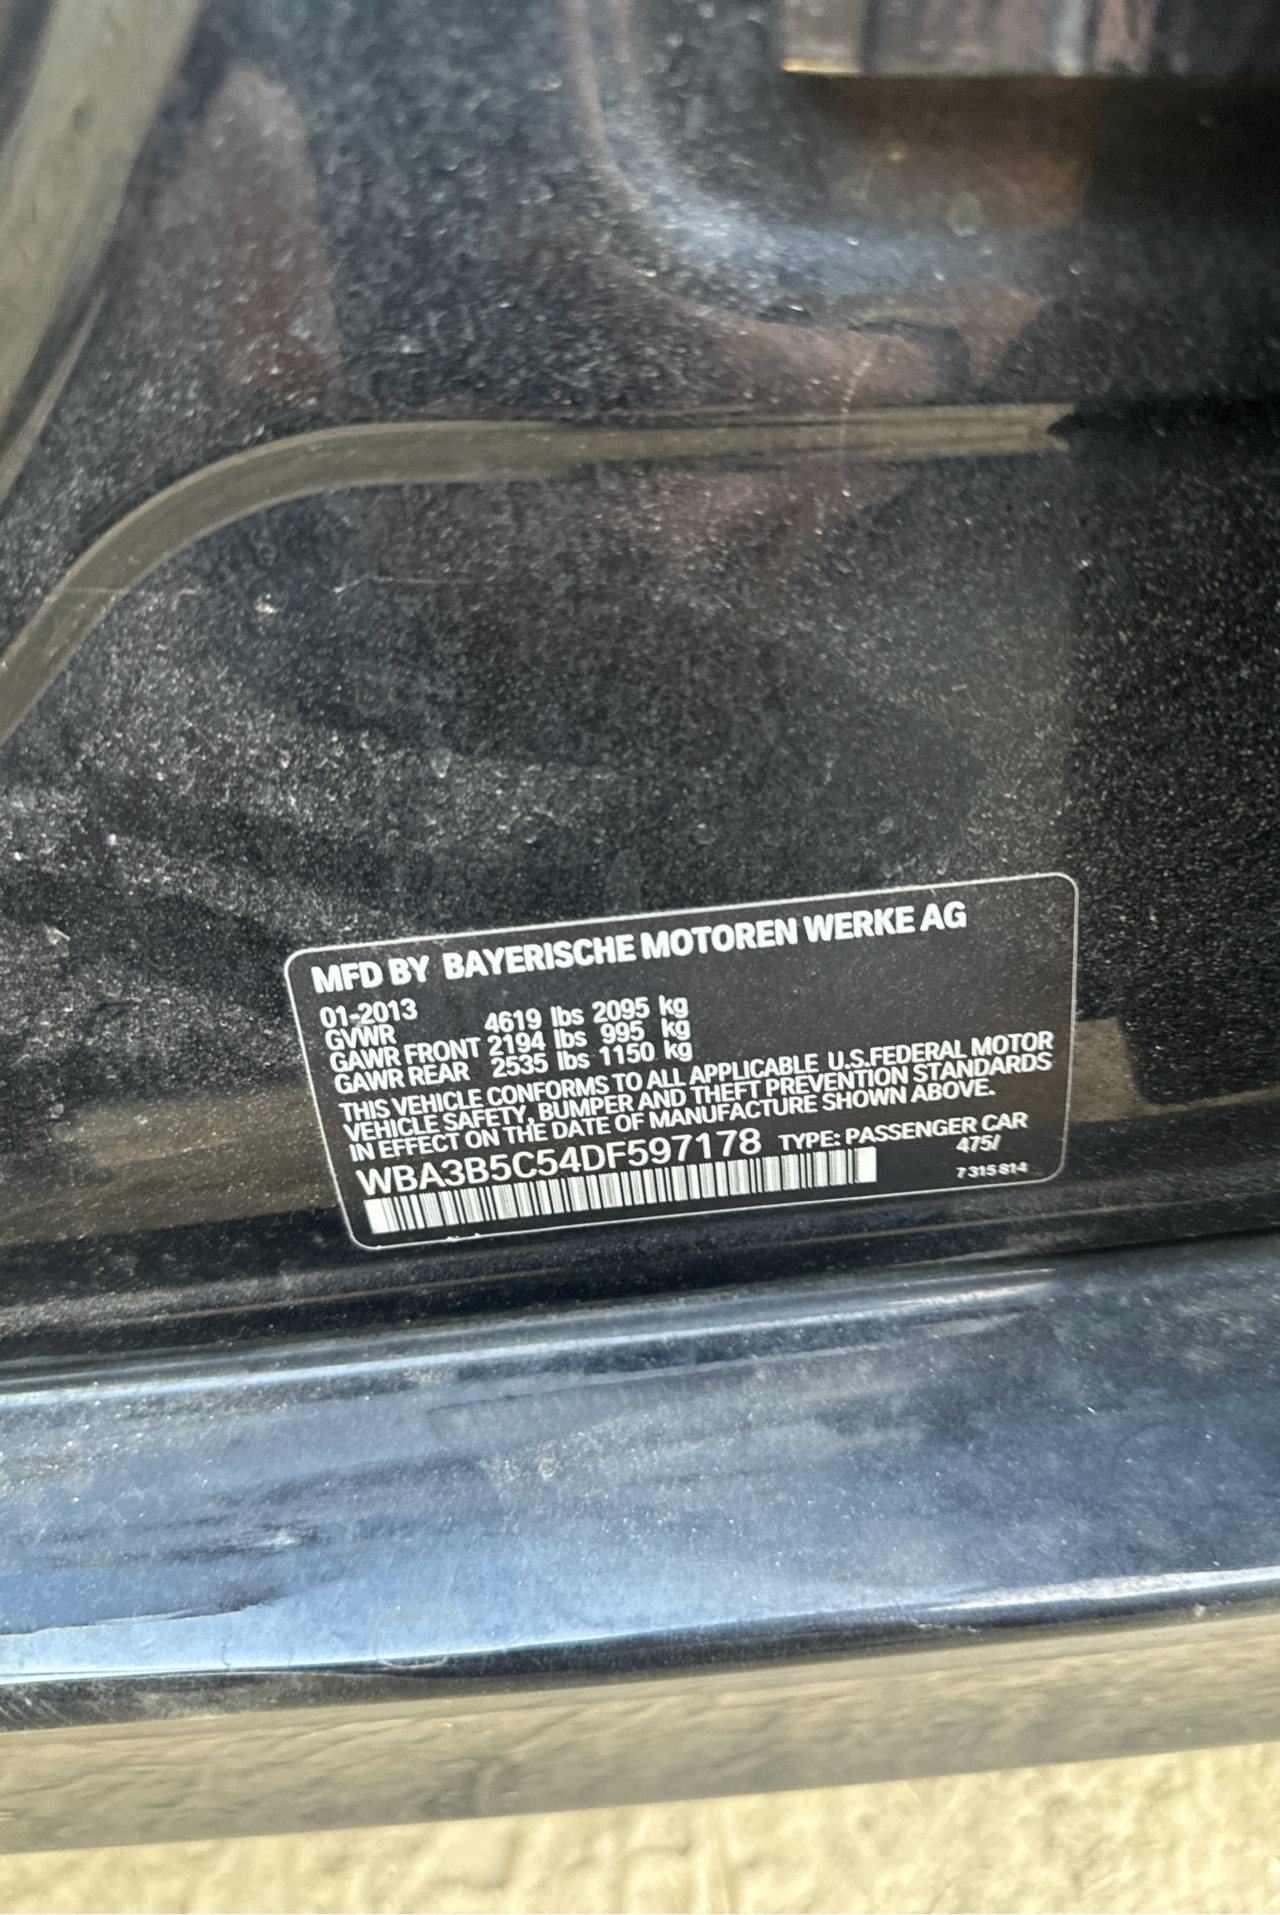 MFD BY BAYERISCHE MOTOREN WERKE AG
01-2013
GVWR 4619 lbs 2095 kg
GAWR FRONT 2194 lbs 995 kg
GAWR REAR 2535 lbs 1150 kg
THIS VEHICLE CONFORMS TO ALL APPLICABLE U.S.FEDERAL MOTOR
VEHICLE SAFETY, BUMPER AND THEFT PREVENTION STANDARDS
IN EFFECT ON THE DATE OF MANUFACTURE SHOWN ABOVE.
WBA3B5C54DF597178 TYPE: PASSENGER CAR
475/
7 315 814